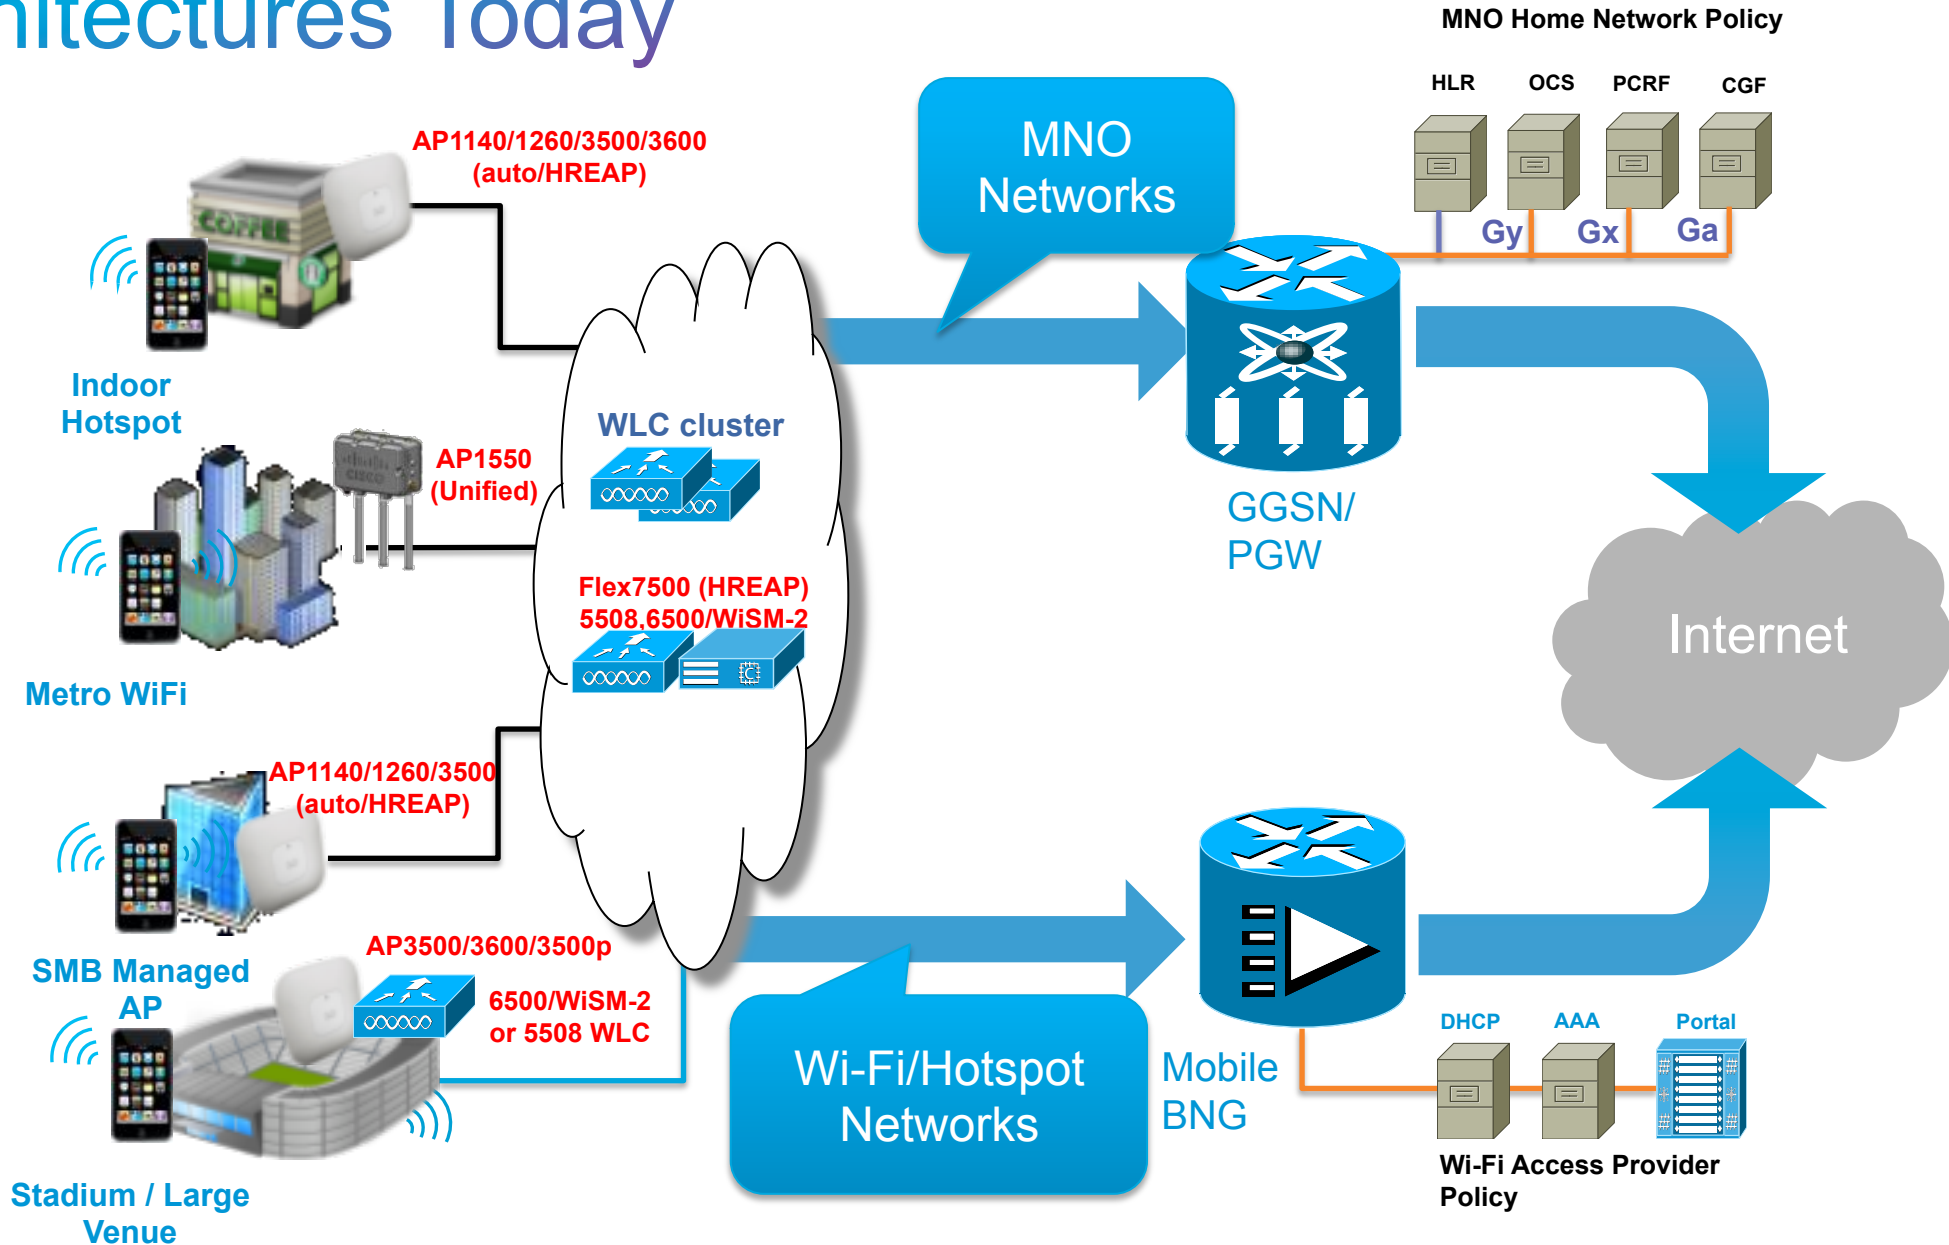 hitectures Today
MNO Home Network Policy
HLR
OCS
PCRF
CGF
Gy
Gx
Ga
AP1140/1260/3500/3600
(auto/HREAP)
COFFEE
MNO
Networks
Indoor
Hotspot
AP1550
(Unified)
CISCO
WLC cluster
Flex7500 (HREAP)
5508,6500/WiSM-2
C
GGSN/
PGW
Internet
Metro WiFi
AP1140/1260/3500
(auto/HREAP)
SMB Managed
AP
AP3500/3600/3500p
6500/WiSM-2
or 5508 WLC
Wi-Fi/Hotspot
Networks
Mobile
BNG
DHCP
AAA
Portal
Wi-Fi Access Provider
Policy
Stadium / Large
Venue